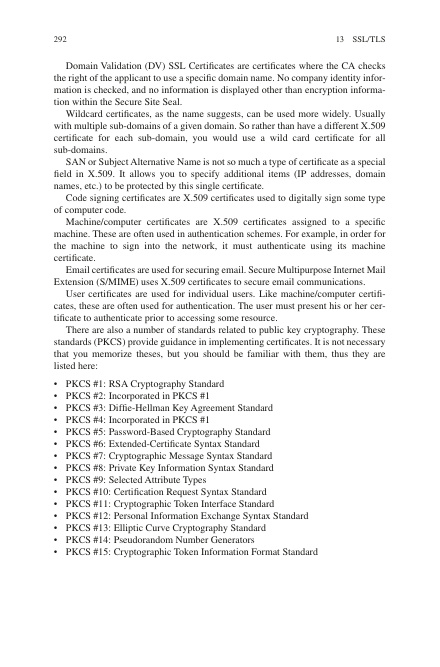 292
13 SSL/TLS
Domain Validation (DV) SSL Certificates are certificates where the CA checks
the right of the applicant to use a specific domain name. No company identity infor-
mation is checked, and no information is displayed other than encryption informa-
tion within the Secure Site Seal.
Wildcard certificates, as the name suggests, can be used more widely. Usually
with multiple sub-domains of a given domain. So rather than have a different X.509
certificate for each sub-domain, you would use a wild card certificate for all
sub-domains.
SAN or Subject Alternative Name is not so much a type of certificate as a special
field in X.509. It allows you to specify additional items (IP addresses, domain
names, etc.) to be protected by this single certificate.
Code signing certificates are X.509 certificates used to digitally sign some type
of computer code.
Machine/computer certificates are X.509 certificates assigned to a specific
machine. These are often used in authentication schemes. For example, in order for
the machine to sign into the network, it must authenticate using its machine
certificate.
Email certificates are used for securing email. Secure Multipurpose Internet Mail
Extension (S/MIME) uses X.509 certificates to secure email communications.
User certificates are used for individual users. Like machine/computer certifi-
cates, these are often used for authentication. The user must present his or her cer-
tificate to authenticate prior to accessing some resource.
There are also a number of standards related to public key cryptography. These
standards (PKCS) provide guidance in implementing certificates. It is not necessary
that you memorize theses, but you should be familiar with them, thus they are
listed here:
• PKCS #1: RSA Cryptography Standard
• PKCS #2: Incorporated in PKCS #1
• PKCS #3: Diffie-Hellman Key Agreement Standard
• PKCS #4: Incorporated in PKCS #1
• PKCS #5: Password-Based Cryptography Standard
• PKCS #6: Extended-Certificate Syntax Standard
• PKCS #7: Cryptographic Message Syntax Standard
• PKCS #8: Private Key Information Syntax Standard
• PKCS #9: Selected Attribute Types
• PKCS #10: Certification Request Syntax Standard
• PKCS #11: Cryptographic Token Interface Standard
• PKCS #12: Personal Information Exchange Syntax Standard
• PKCS #13: Elliptic Curve Cryptography Standard
• PKCS #14: Pseudorandom Number Generators
• PKCS #15: Cryptographic Token Information Format Standard